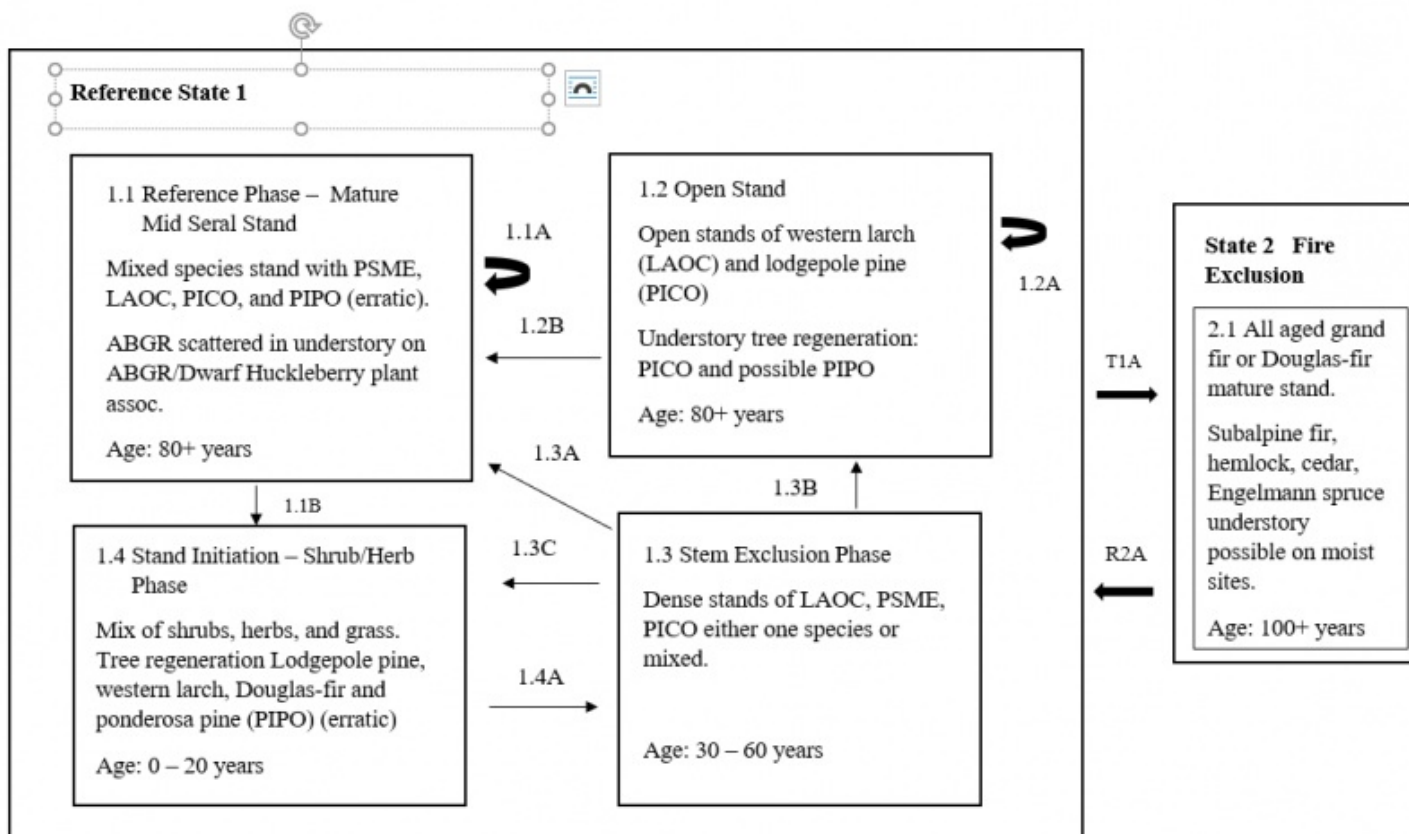 Reference State 1
1.1 Reference Phase – Mature
Mid Seral Stand
Mixed species stand with PSME,
LAOC, PICO, and PIPO (erratic).
ABGR scattered in understory on
ABGR/Dwarf Huckleberry plant
assoc.
Age: 80+ years
1.1A
1.2B
1.3A
1.2 Open Stand
Open stands of western larch
(LAOC) and lodgepole pine
(PICO)
Understory tree regeneration:
PICO and possible PIPO
Age: 80+ years
1.2A
1.1B
1.3B
1.4 Stand Initiation – Shrub/Herb
Phase
Mix of shrubs, herbs, and grass.
Tree regeneration Lodgepole pine,
western larch, Douglas-fir and
ponderosa pine (PIPO) (erratic)
Age: 0 – 20 years
1.3C
1.4A
1.3 Stem Exclusion Phase
Dense stands of LAOC, PSME,
PICO either one species or
mixed.
Age: 30 – 60 years
T1A
R2A
State 2 Fire
Exclusion
2.1 All aged grand
fir or Douglas-fir
mature stand.
Subalpine fir,
hemlock, cedar,
Engelmann spruce
understory
possible on moist
sites.
Age: 100+ years